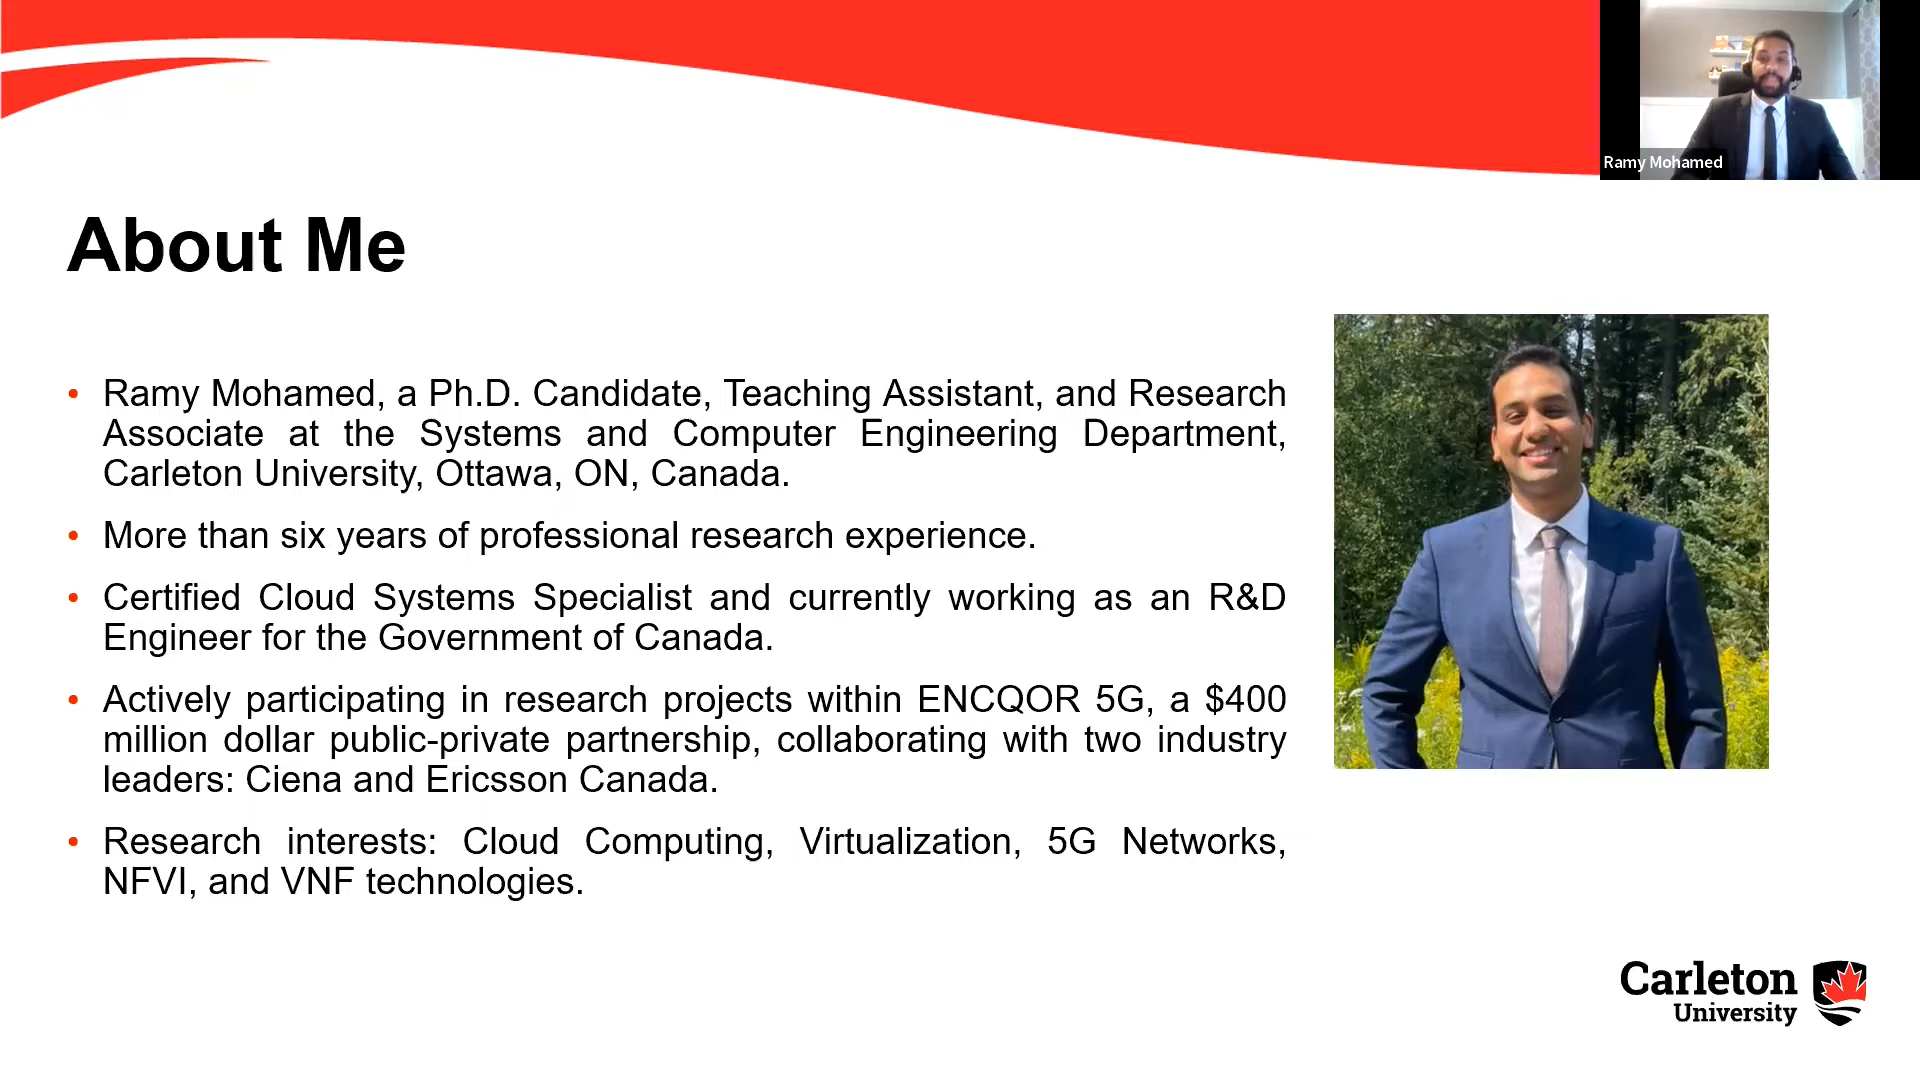 Ramy Mohamed
About Me
• Ramy Mohamed, a Ph.D. Candidate, Teaching Assistant, and Research
Associate at the Systems and Computer Engineering Department,
Carleton University, Ottawa, ON, Canada.
• More than six years of professional research experience.
• Certified Cloud Systems Specialist and currently working as an R&D
Engineer for the Government of Canada.
• Actively participating in research projects within ENCQOR 5G, a $400
million dollar public-private partnership, collaborating with two industry
leaders: Ciena and Ericsson Canada.
• Research interests: Cloud Computing, Virtualization, 5G Networks,
NFVI, and VNF technologies.
Carleton
University